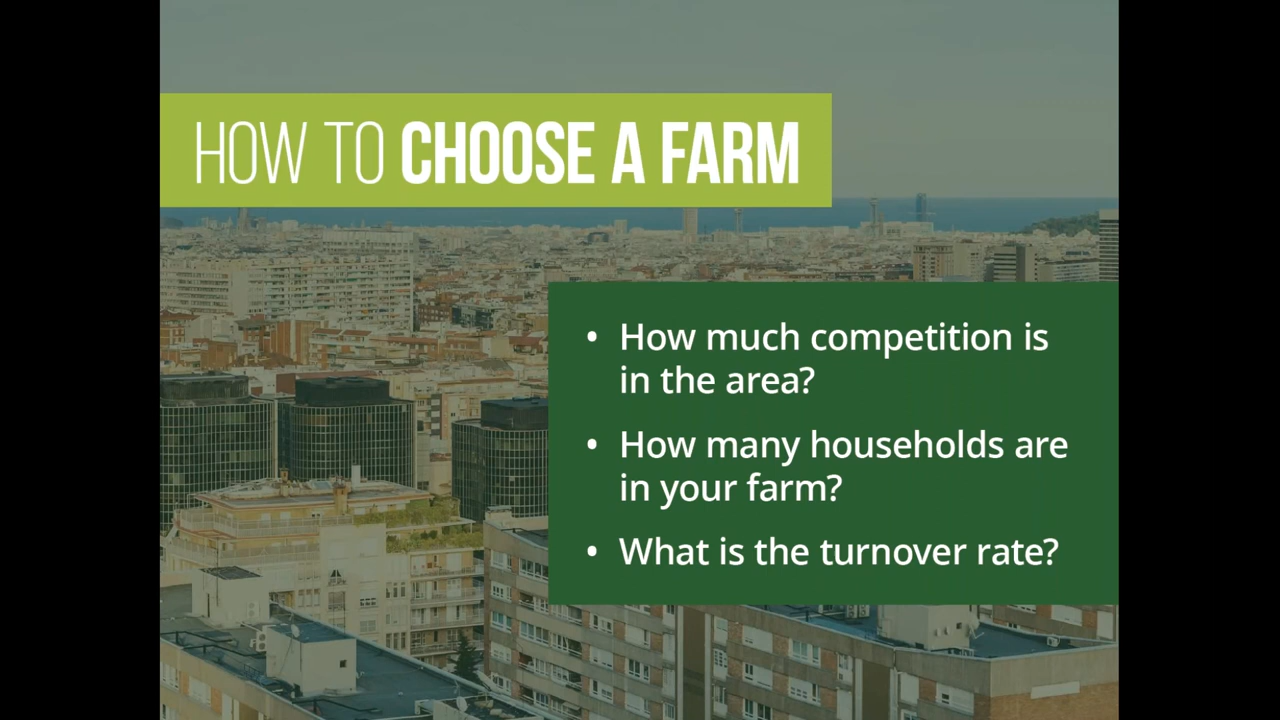 HOW TO CHOOSE A FARM
• How much competition is
in the area?
• How many households are
in your farm?
• What is the turnover rate?